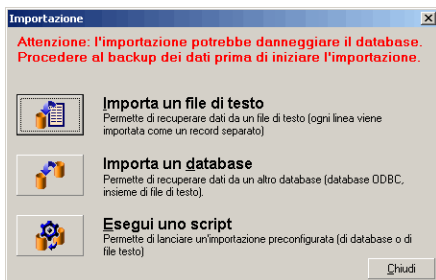 Importazione
Attenzione: l'importazione potrebbe danneggiare il database.
Procedere al backup dei dati prima di iniziare l'importazione.
Importa un file di testo
Permette di recuperare dati da un file di testo (ogni linea viene
importata come un record separato)
Importa un database
Permette di recuperare dati da un altro database (database ODBC,
insieme di file di testo).
Esegui uno script
Permette di lanciare un'importazione preconfigurata (di database o di
file testo)
Chiudi